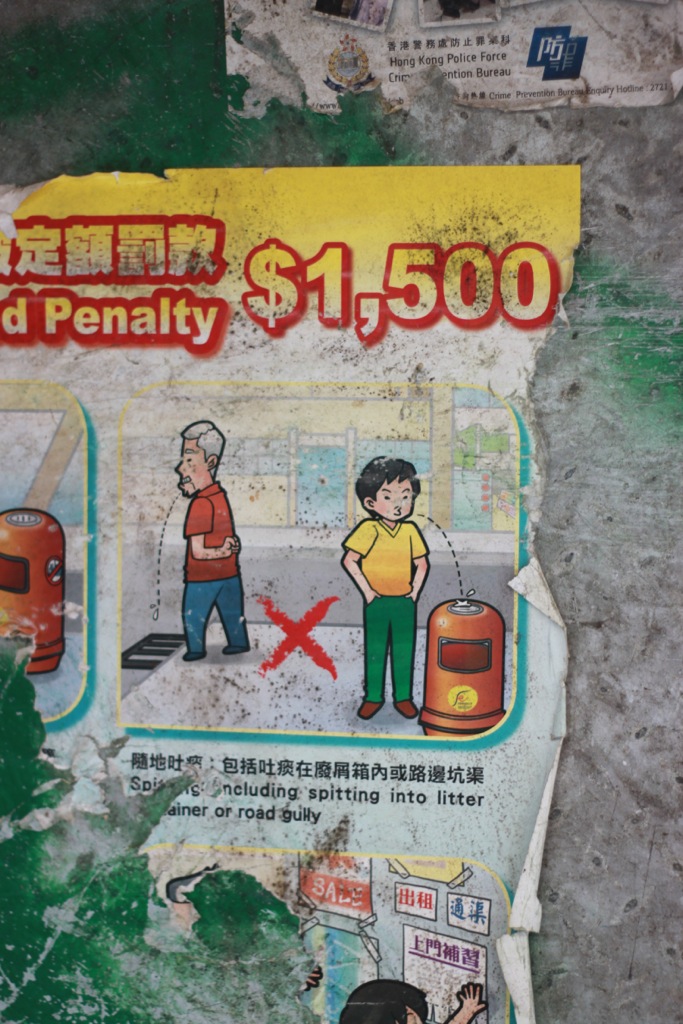 香港警務處防止罪案科
Hong Kong Police Force
Bureau
Crime Prevention Bureau Enquiry Hotline : 2721
定額罰款
d Penalty
$1,500
隨地吐痰：包括吐痰在廢屑箱內或路邊坑渠
including spitting into litter
ainer or road gully
SALE
出租
通渠
上門補習